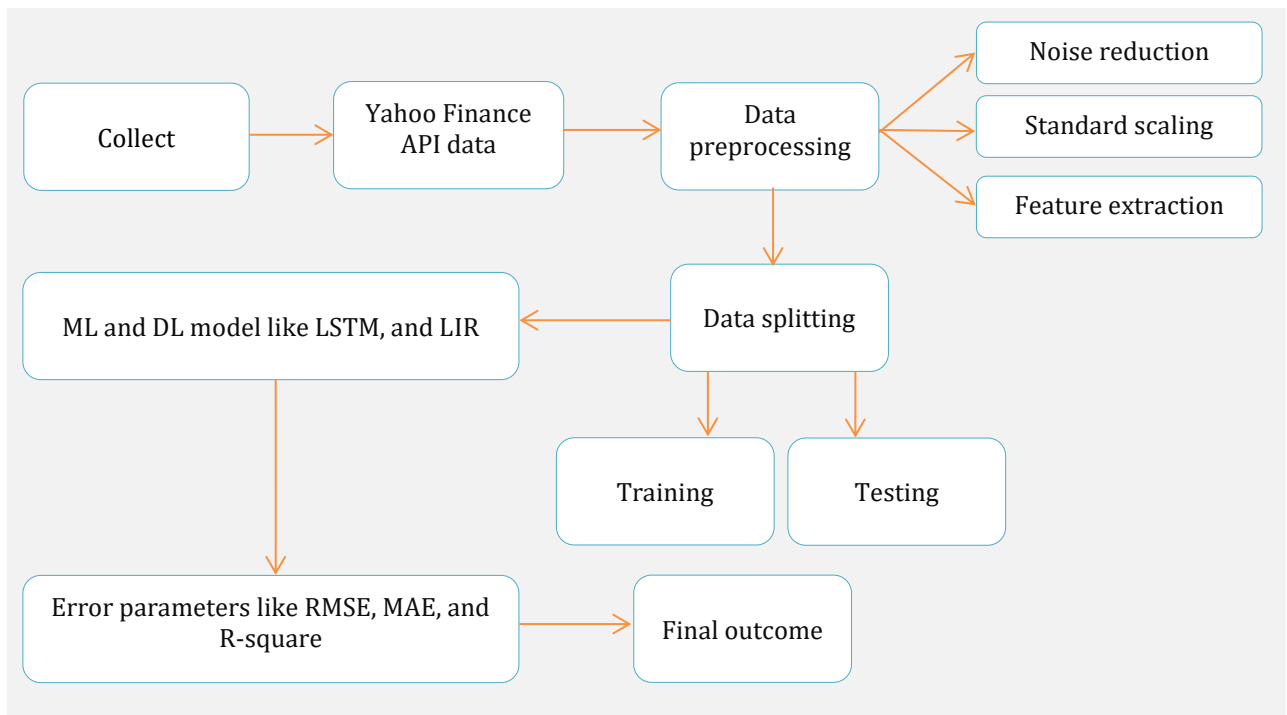 Collect
Yahoo Finance
API data
Data
preprocessing
Noise reduction
Standard scaling
Feature extraction
ML and DL model like LSTM, and LIR
Data splitting
Training
Testing
Error parameters like RMSE, MAE, and
R-square
Final outcome